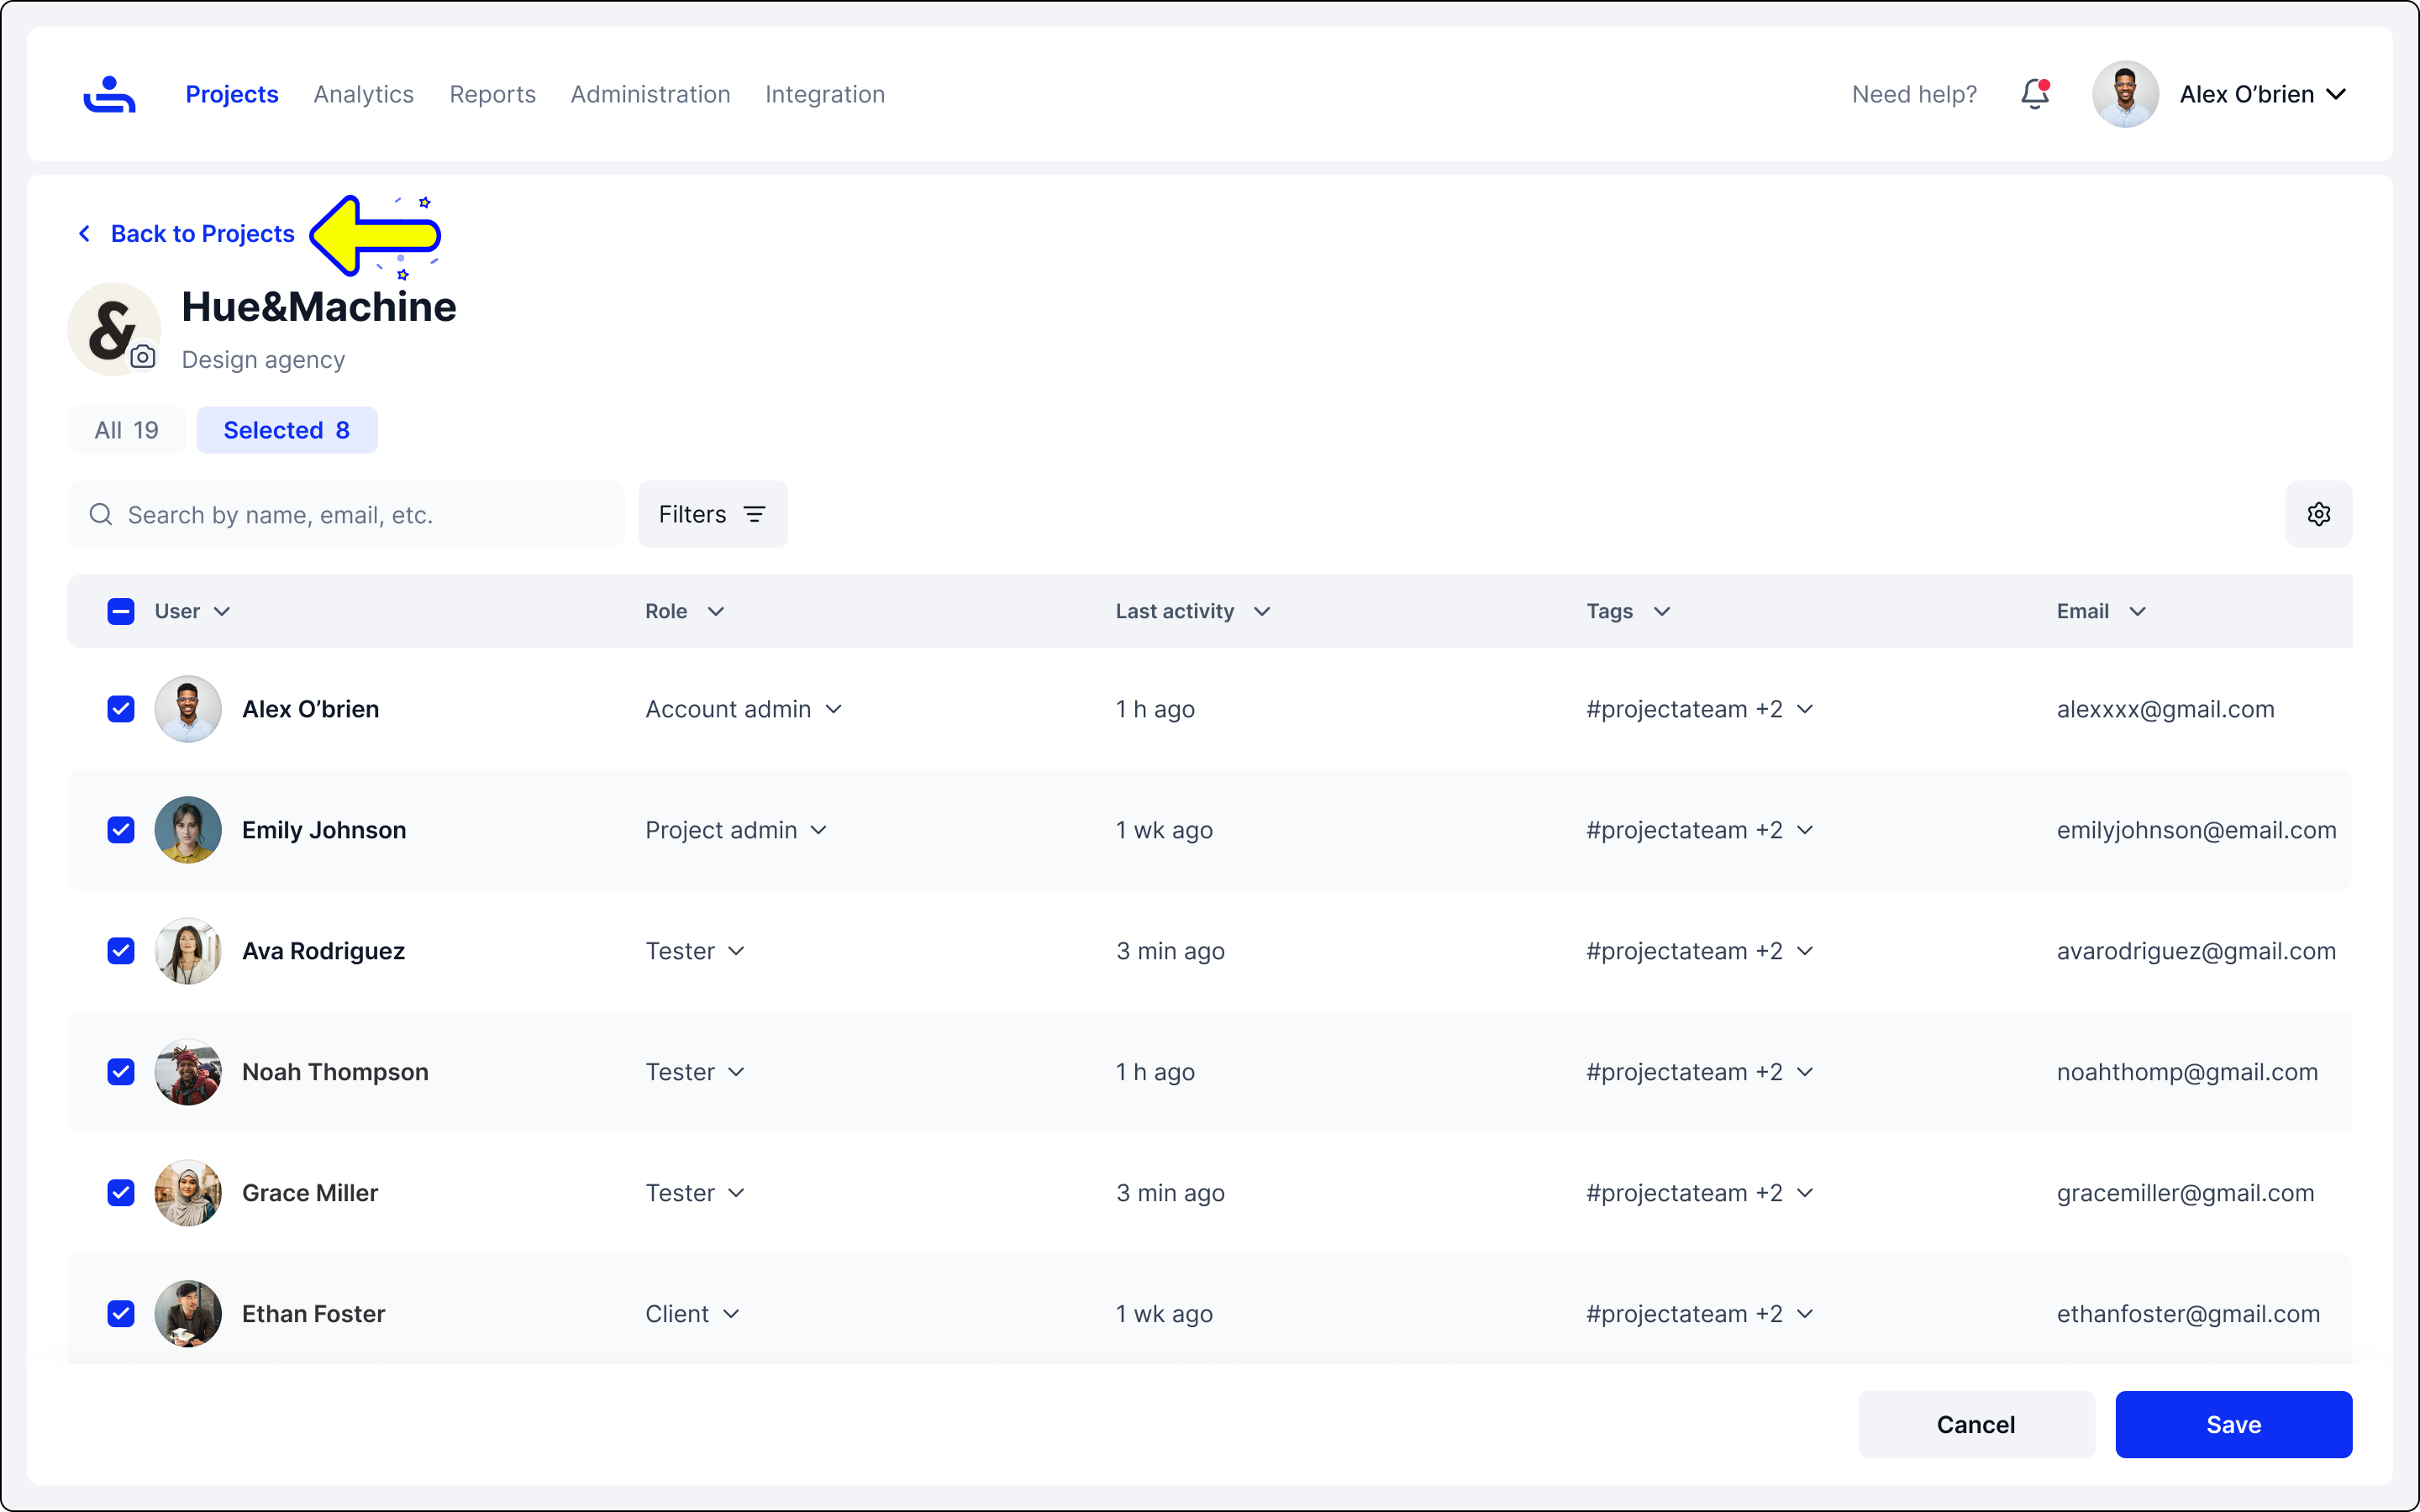 Projects Analytics Reports Administration Integration Need help? Alex O’brien
Back to Projects
&
Hue&Machine
Design agency
All 19 Selected 8
Search by name, email, etc. Filters
User Role Last activity Tags Email
Alex O’brien Account admin 1 h ago #projectateam +2 alexxxx@gmail.com
Emily Johnson Project admin 1 wk ago #projectateam +2 emilyjohnson@email.com
Ava Rodriguez Tester 3 min ago #projectateam +2 avarodriguez@gmail.com
Noah Thompson Tester 1 h ago #projectateam +2 noahthomp@gmail.com
Grace Miller Tester 3 min ago #projectateam +2 gracemiller@gmail.com
Ethan Foster Client 1 wk ago #projectateam +2 ethanfoster@gmail.com
Cancel Save